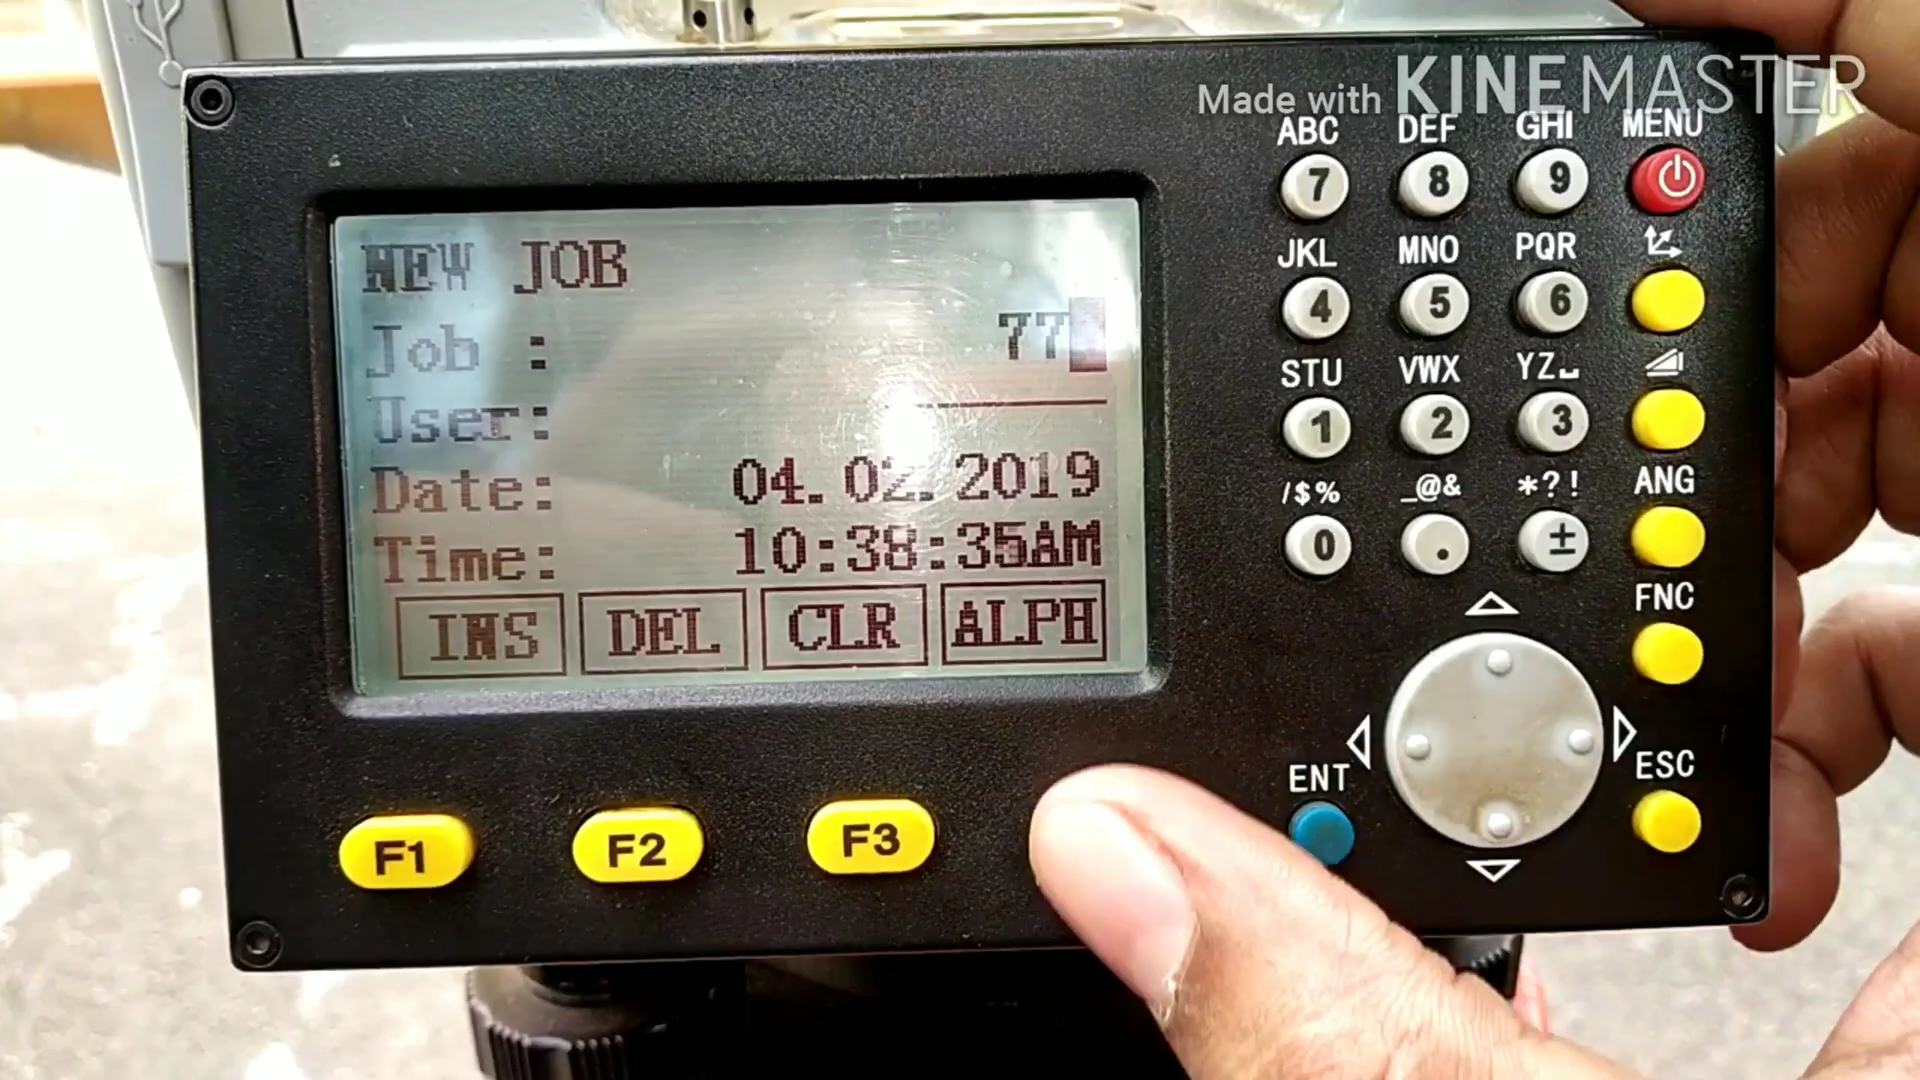 Made with KINEMASTER
NEW JOB
Job : 77
User:
Date: 04.02.2019
Time: 10:38:35AM
INS DEL CLR ALPH
F1 F2 F3
ABC DEF GHI MENU
7 8 9
JKL MNO PQR
4 5 6
STU VWX YZ␣
1 2 3
/$% _@& *?! ANG
0 . ±
FNC
ENT ESC